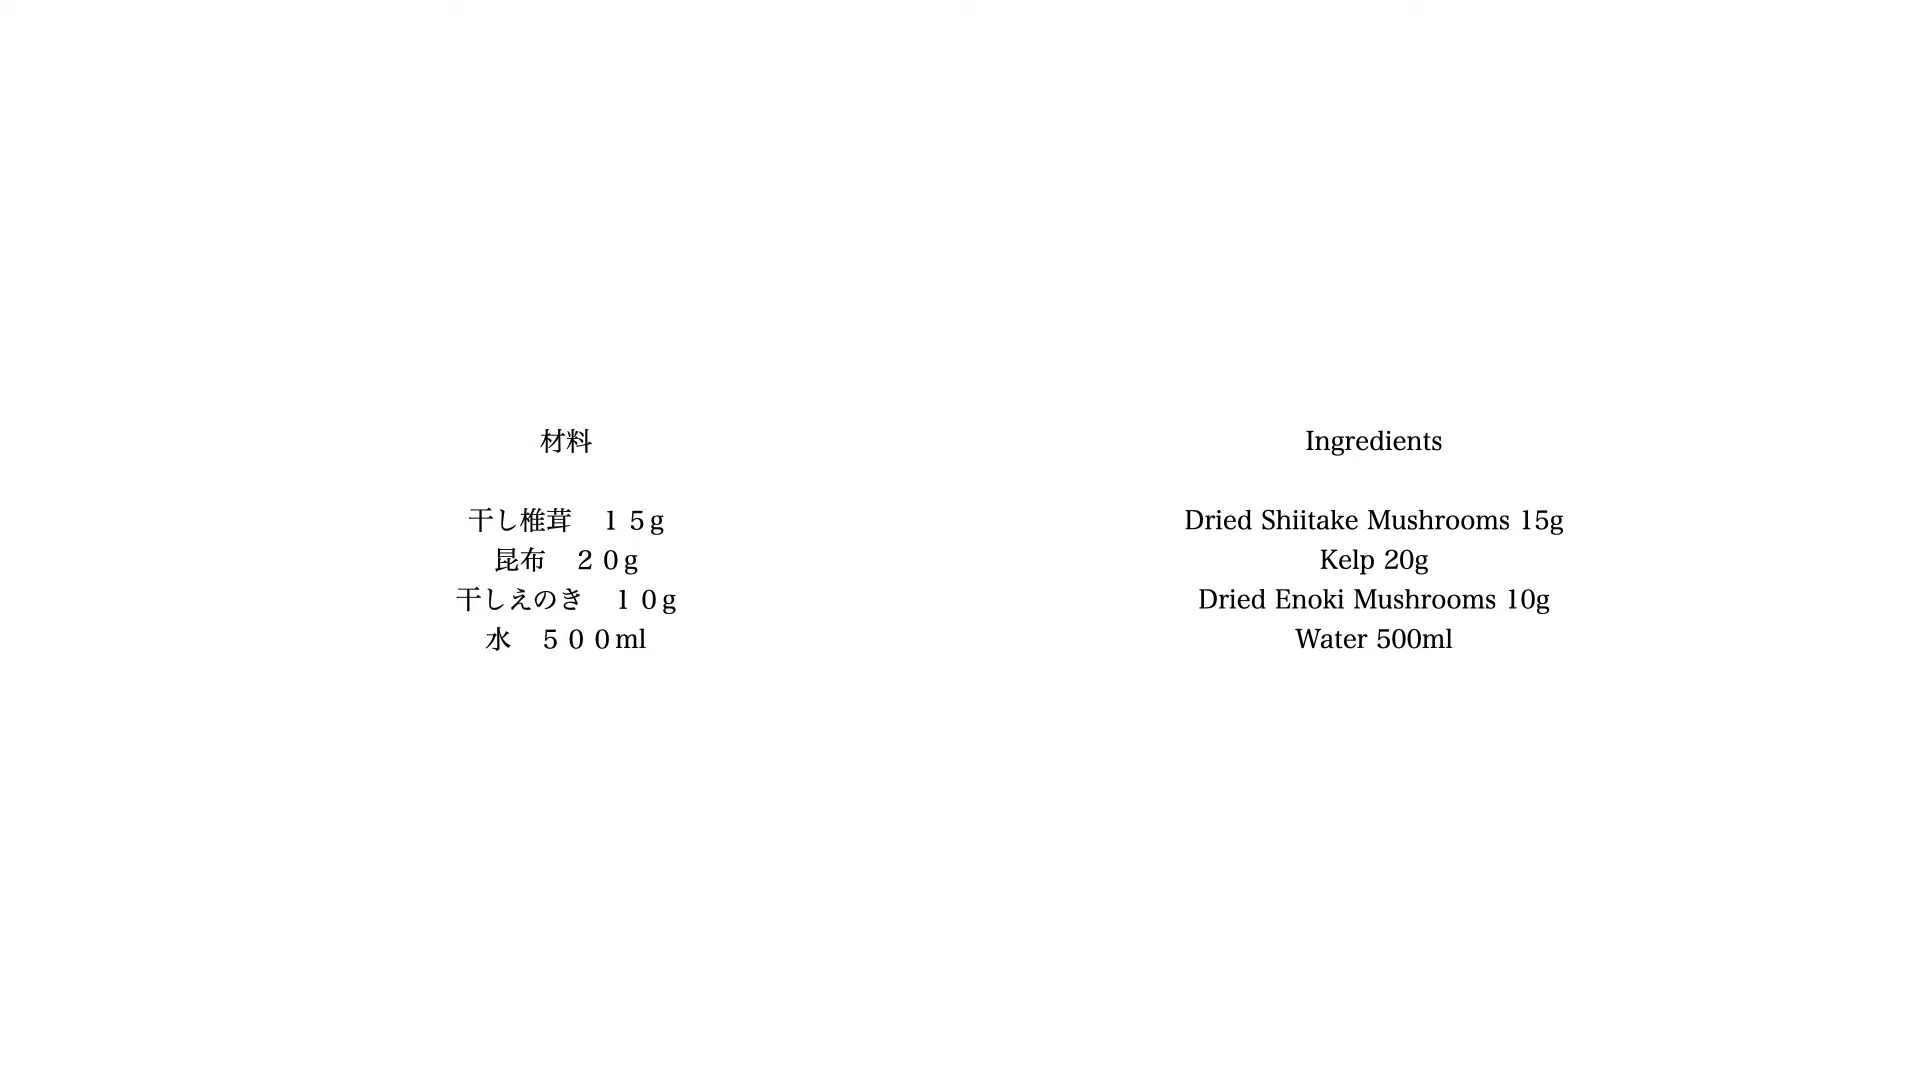 材料
干し椎茸　１５g
昆布　２０g
干しえのき　１０g
水　５００ml
Ingredients
Dried Shiitake Mushrooms 15g
Kelp 20g
Dried Enoki Mushrooms 10g
Water 500ml